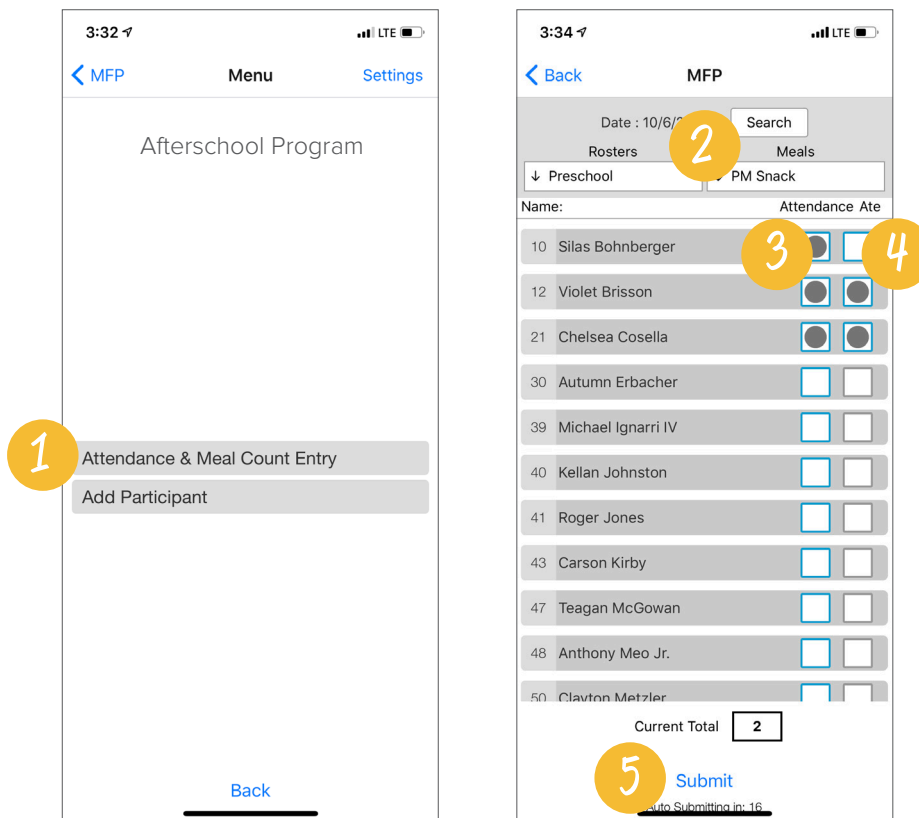 3:32 LTE
MFP Menu Settings
Afterschool Program
1
Attendance & Meal Count Entry
Add Participant
Back
3:34 LTE
Back MFP
Date : 10/6/ Search
2
Rosters Meals
↓ Preschool PM Snack
Name: Attendance Ate
10 Silas Bohnberger
3 4
12 Violet Brisson
21 Chelsea Cosella
30 Autumn Erbacher
39 Michael Ignarri IV
40 Kellan Johnston
41 Roger Jones
43 Carson Kirby
47 Teagan McGowan
48 Anthony Meo Jr.
50 Clayton Metzler
Current Total 2
5 Submit
Auto Submitting in: 16